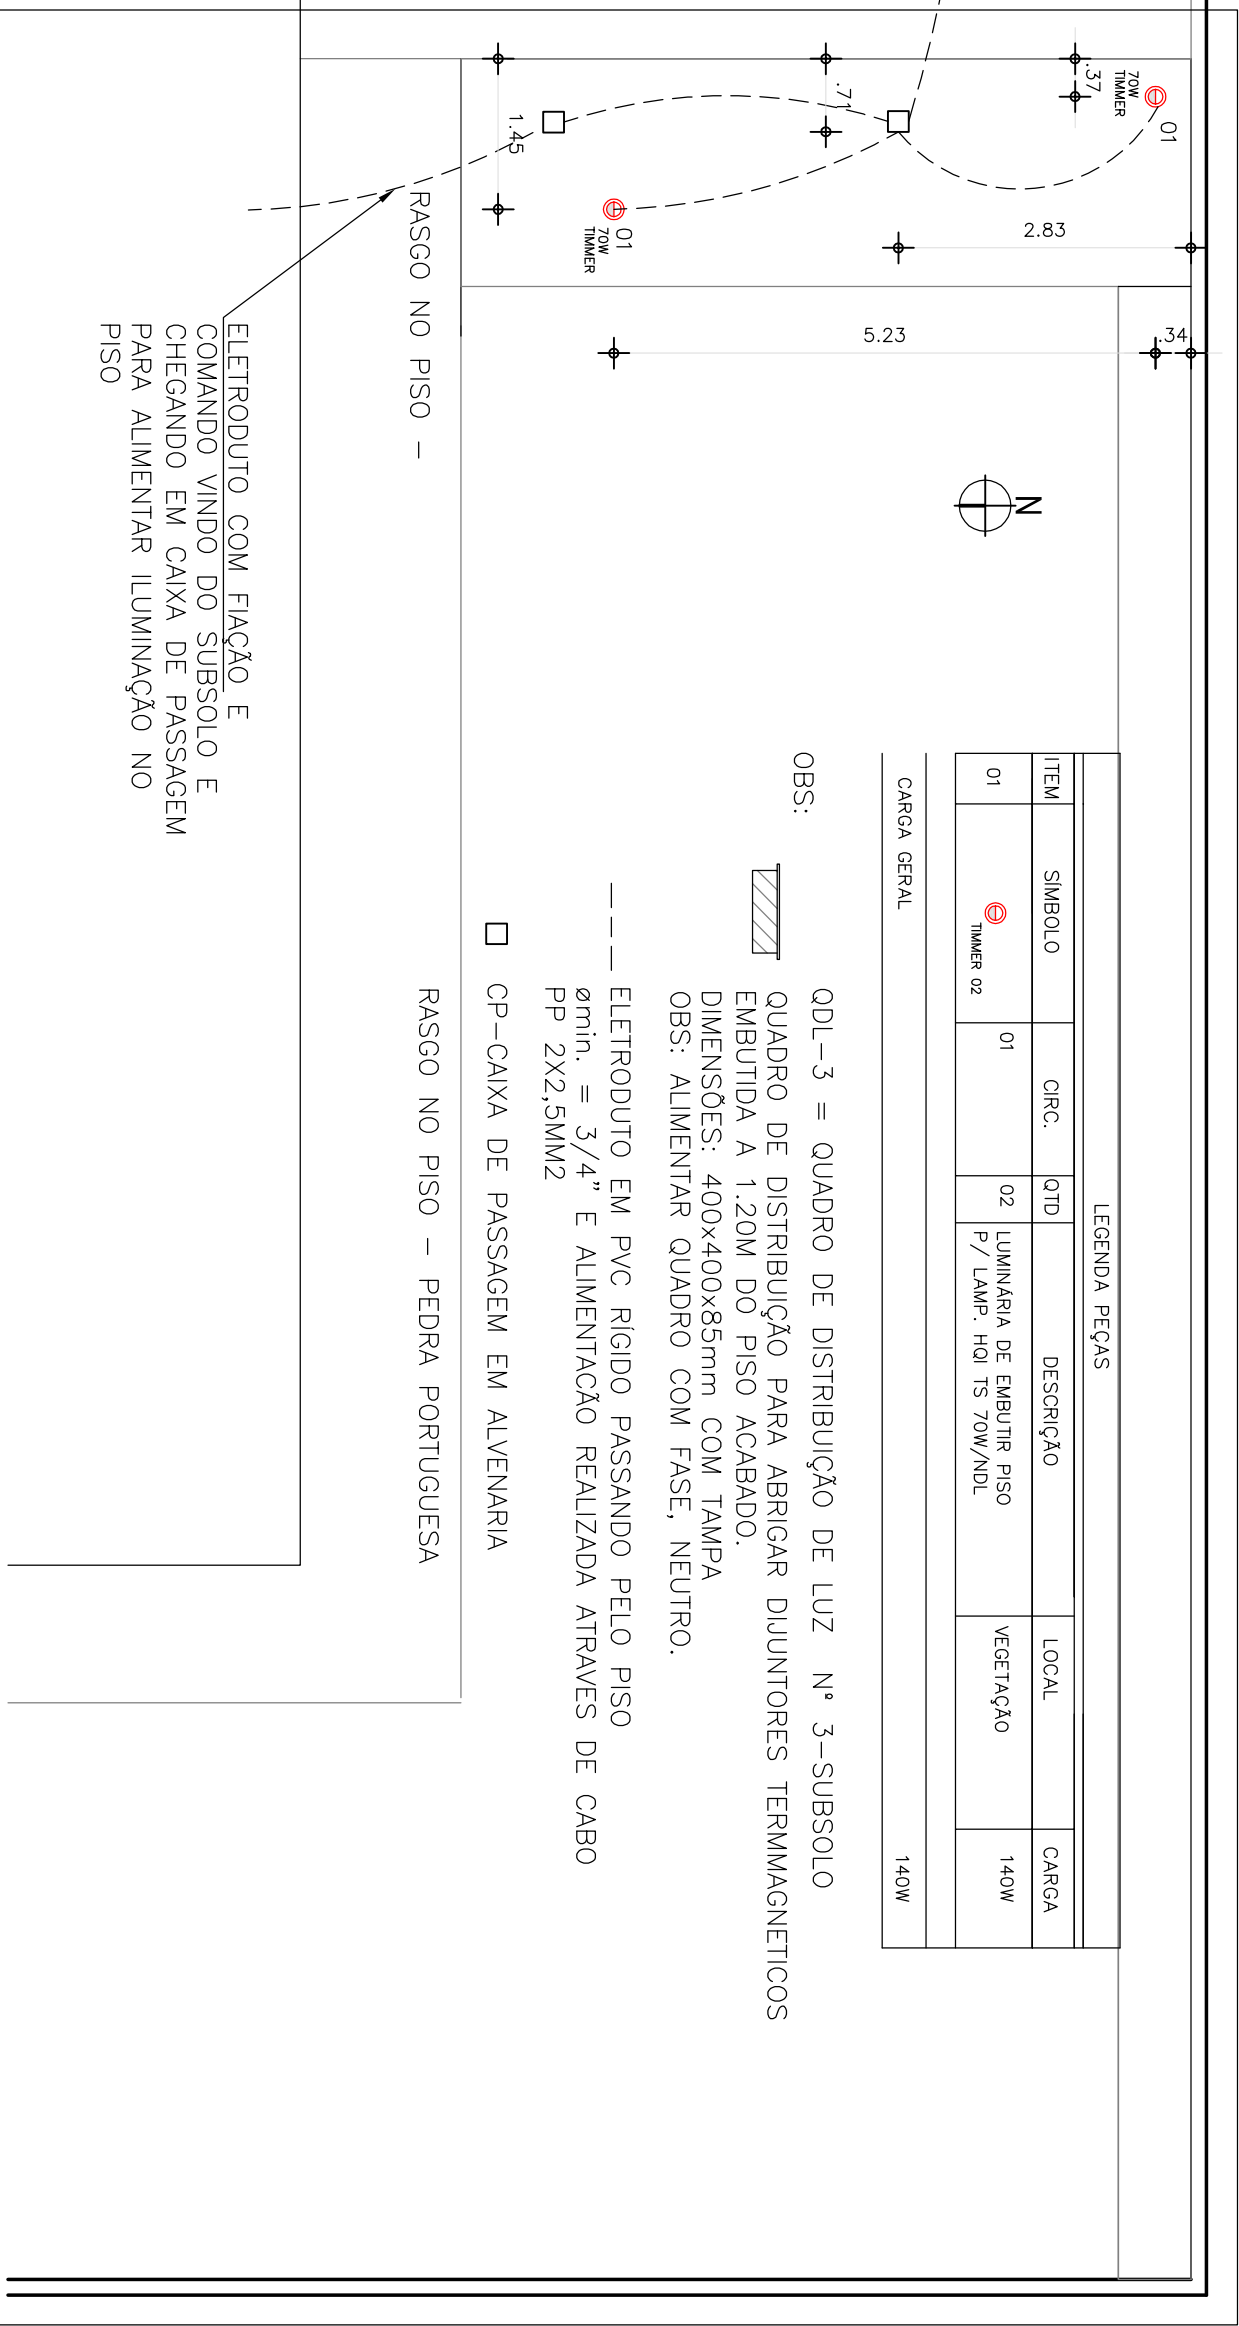 70W
TIMMER
01
.37
.71
1.45
01
70W
TIMMER
2.83
5.23
.34
N
RASGO NO PISO –
ELETRODUTO COM FIAÇÃO E
COMANDO VINDO DO SUBSOLO E
CHEGANDO EM CAIXA DE PASSAGEM
PARA ALIMENTAR ILUMINAÇÃO NO
PISO
LEGENDA PEÇAS
ITEM SÍMBOLO CIRC. QTD DESCRIÇÃO LOCAL CARGA
01 TIMMER 02 01 02 LUMINÁRIA DE EMBUTIR PISO VEGETAÇÃO 140W
P/ LAMP. HQI TS 70W/NDL
CARGA GERAL 140W
OBS:
QDL–3 = QUADRO DE DISTRIBUIÇÃO DE LUZ Nº 3–SUBSOLO
QUADRO DE DISTRIBUIÇÃO PARA ABRIGAR DIJUNTORES TERMMAGNETICOS
EMBUTIDA A 1.20M DO PISO ACABADO.
DIMENSÕES: 400x400x85mm COM TAMPA
OBS: ALIMENTAR QUADRO COM FASE, NEUTRO.
ELETRODUTO EM PVC RÍGIDO PASSANDO PELO PISO
ømin. = 3/4" E ALIMENTAÇÃO REALIZADA ATRAVES DE CABO
PP 2X2,5MM2
CP–CAIXA DE PASSAGEM EM ALVENARIA
RASGO NO PISO – PEDRA PORTUGUESA